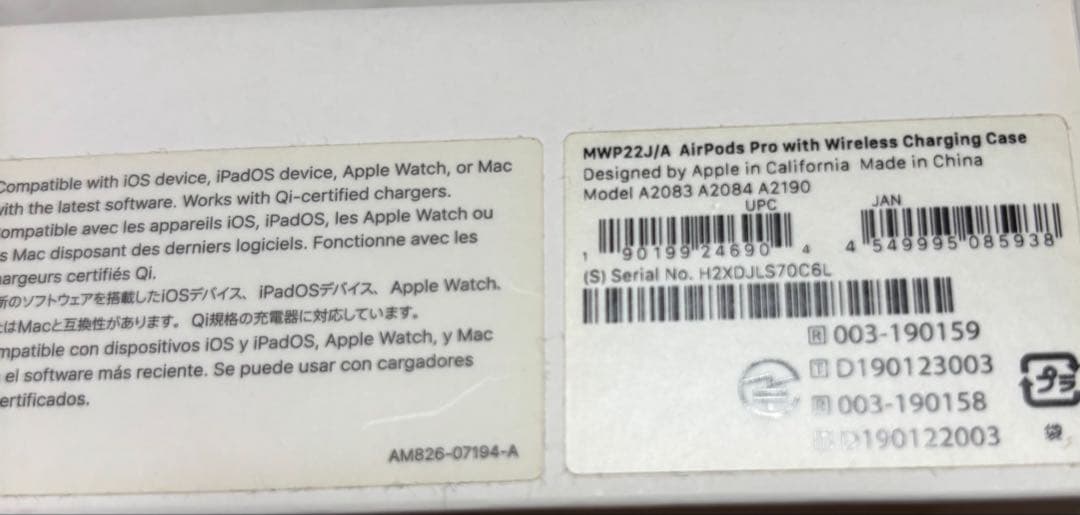 Compatible with iOS device, iPadOS device, Apple Watch, or Mac
with the latest software. Works with Qi-certified chargers.
ompatible avec les appareils iOS, iPadOS, les Apple Watch ou
s Mac disposant des derniers logiciels. Fonctionne avec les
argeurs certifiés Qi.
新のソフトウェアを搭載したiOSデバイス、iPadOSデバイス、Apple Watch、
たはMacと互換性があります。Qi規格の充電器に対応しています。
mpatible con dispositivos iOS y iPadOS, Apple Watch, y Mac
el software más reciente. Se puede usar con cargadores
ertificados.
AM826-07194-A
MWP22J/A AirPods Pro with Wireless Charging Case
Designed by Apple in California Made in China
Model A2083 A2084 A2190
UPC
1 90199 24690 4
JAN
4 549995 085938
(S) Serial No. H2XDJLS70C6L
R 003-190159
T D190123003
R 003-190158
T D190122003
プラ
袋